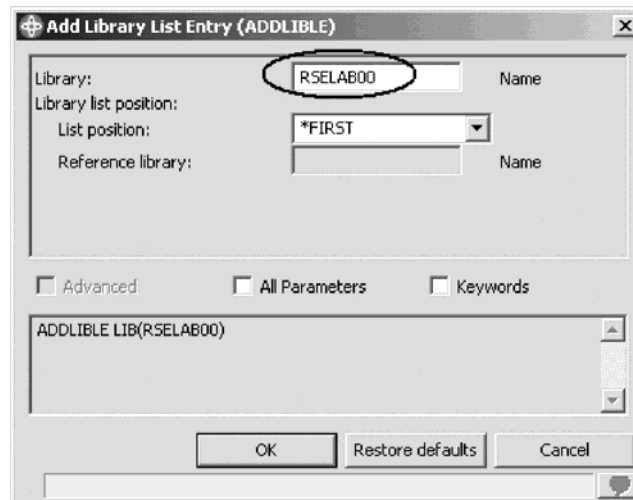 Add Library List Entry (ADDLIBLE)
Library: RSELAB00 Name
Library list position:
List position: *FIRST
Reference library: Name
Advanced All Parameters Keywords
ADDLIBLE LIB(RSELAB00)
OK Restore defaults Cancel